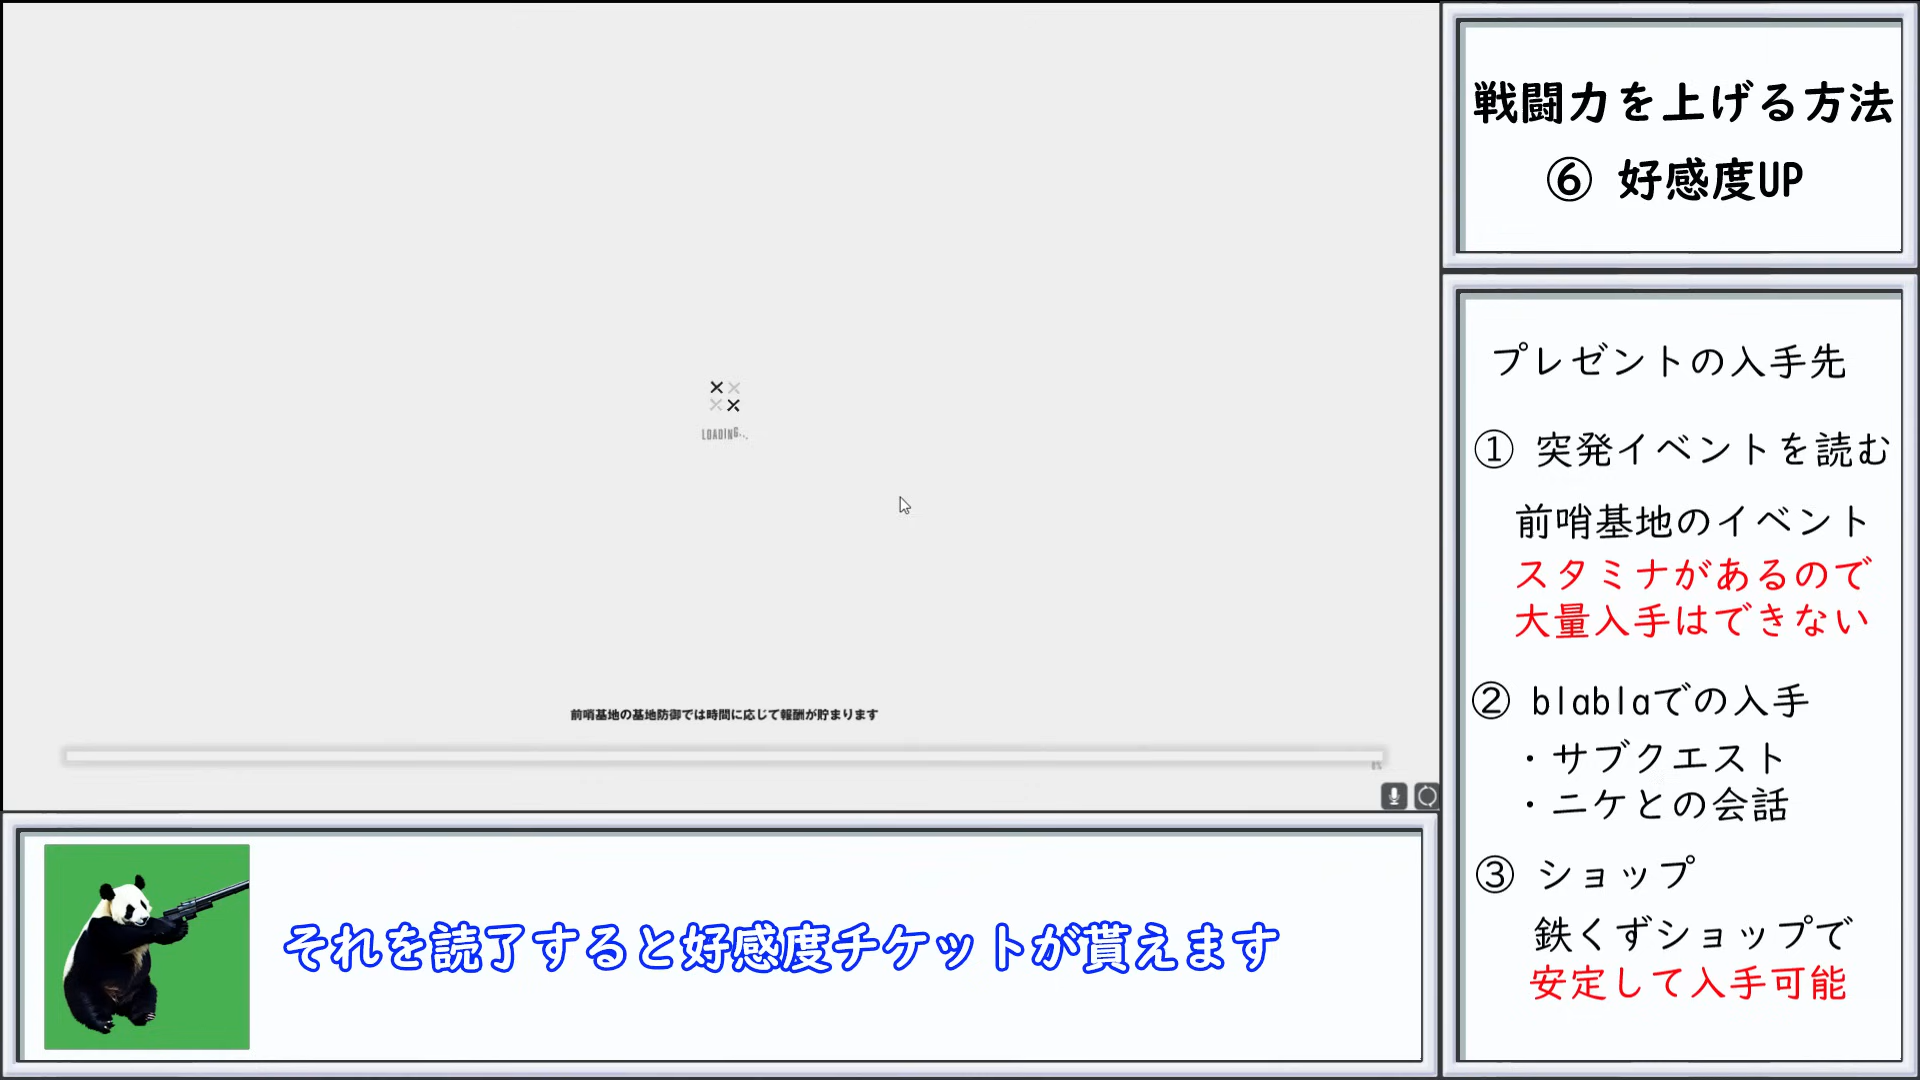 戦闘力を上げる方法
⑥ 好感度UP
LOADING...
前哨基地の基地防御では時間に応じて報酬が貯まります
プレゼントの入手先
① 突発イベントを読む
前哨基地のイベント
スタミナがあるので
大量入手はできない
② blablaでの入手
・サブクエスト
・ニケとの会話
③ ショップ
鉄くずショップで
安定して入手可能
それを読了すると好感度チケットが貰えます